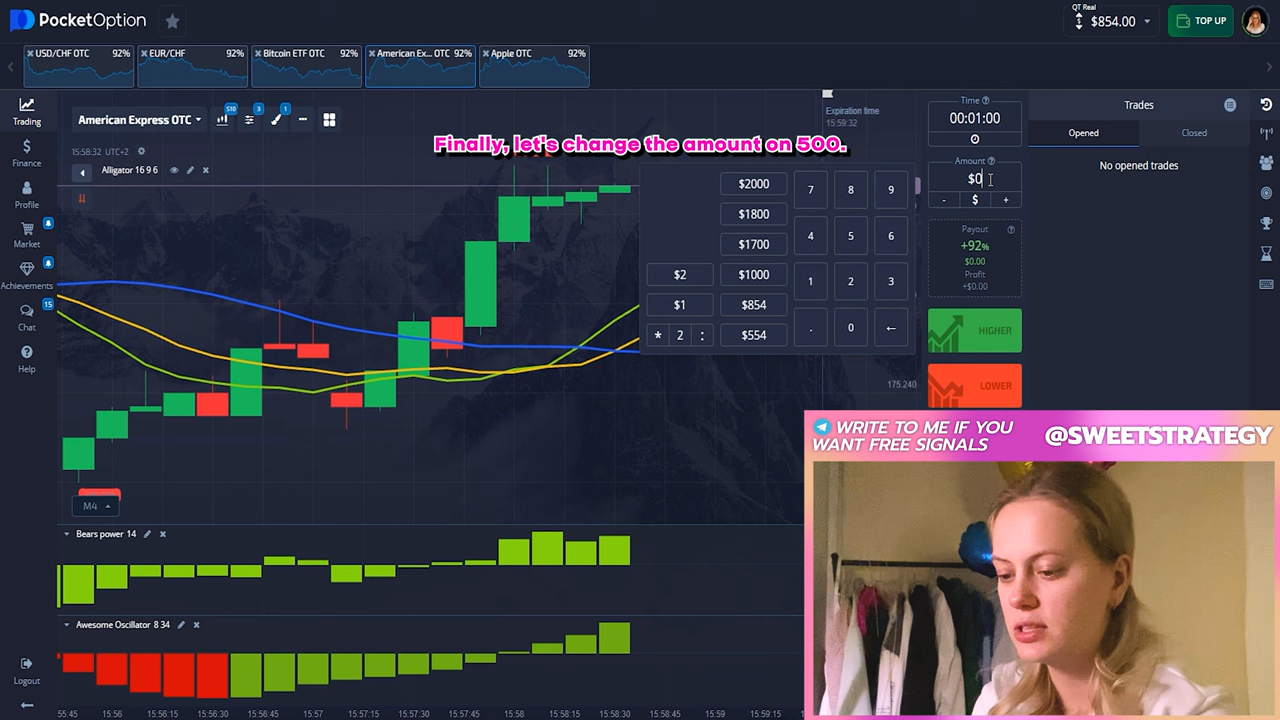 PocketOption
QT Real
$854.00
TOP UP
USD/CHF OTC 92%
EUR/CHF 92%
Bitcoin ETF OTC 92%
American Ex... OTC 92%
Apple OTC 92%
Trading
Finance
Profile
Market
Achievements
15
Chat
Help
Logout
American Express OTC
S10
3
1
15:58:32 UTC+2
Alligator 16 9 6
Finally, let's change the amount on 500.
Expiration time
15:59:32
$2000
$1800
$1700
$2 $1000
$1 $854
* 2 : $554
7 8 9
4 5 6
1 2 3
. 0 ←
175.240
Time
00:01:00
Amount
$0
- $ +
Payout
+92%
$0.00
Profit
+$0.00
HIGHER
LOWER
Trades
Opened Closed
No opened trades
M4
Bears power 14
Awesome Oscillator 8 34
55:45 15:56 15:56:15 15:56:30 15:56:45 15:57 15:57:15 15:57:30 15:57:45 15:58 15:58:15 15:58:30 15:58:45 15:59 15:59:15
WRITE TO ME IF YOU
WANT FREE SIGNALS
@SWEETSTRATEGY